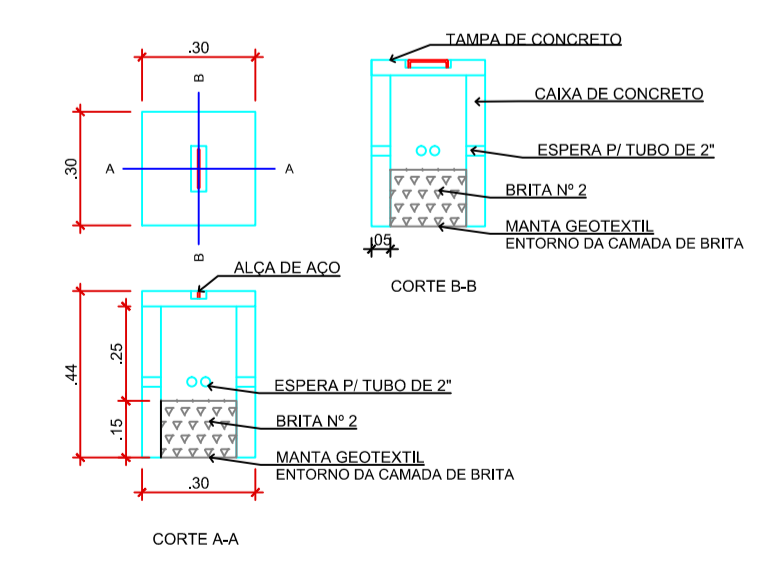 .30
B
.30
A
A
B
TAMPA DE CONCRETO
CAIXA DE CONCRETO
ESPERA P/ TUBO DE 2"
BRITA Nº 2
MANTA GEOTEXTIL
ENTORNO DA CAMADA DE BRITA
.05
CORTE B-B
ALÇA DE AÇO
.44
.25
.15
ESPERA P/ TUBO DE 2"
BRITA Nº 2
MANTA GEOTEXTIL
ENTORNO DA CAMADA DE BRITA
.30
CORTE A-A